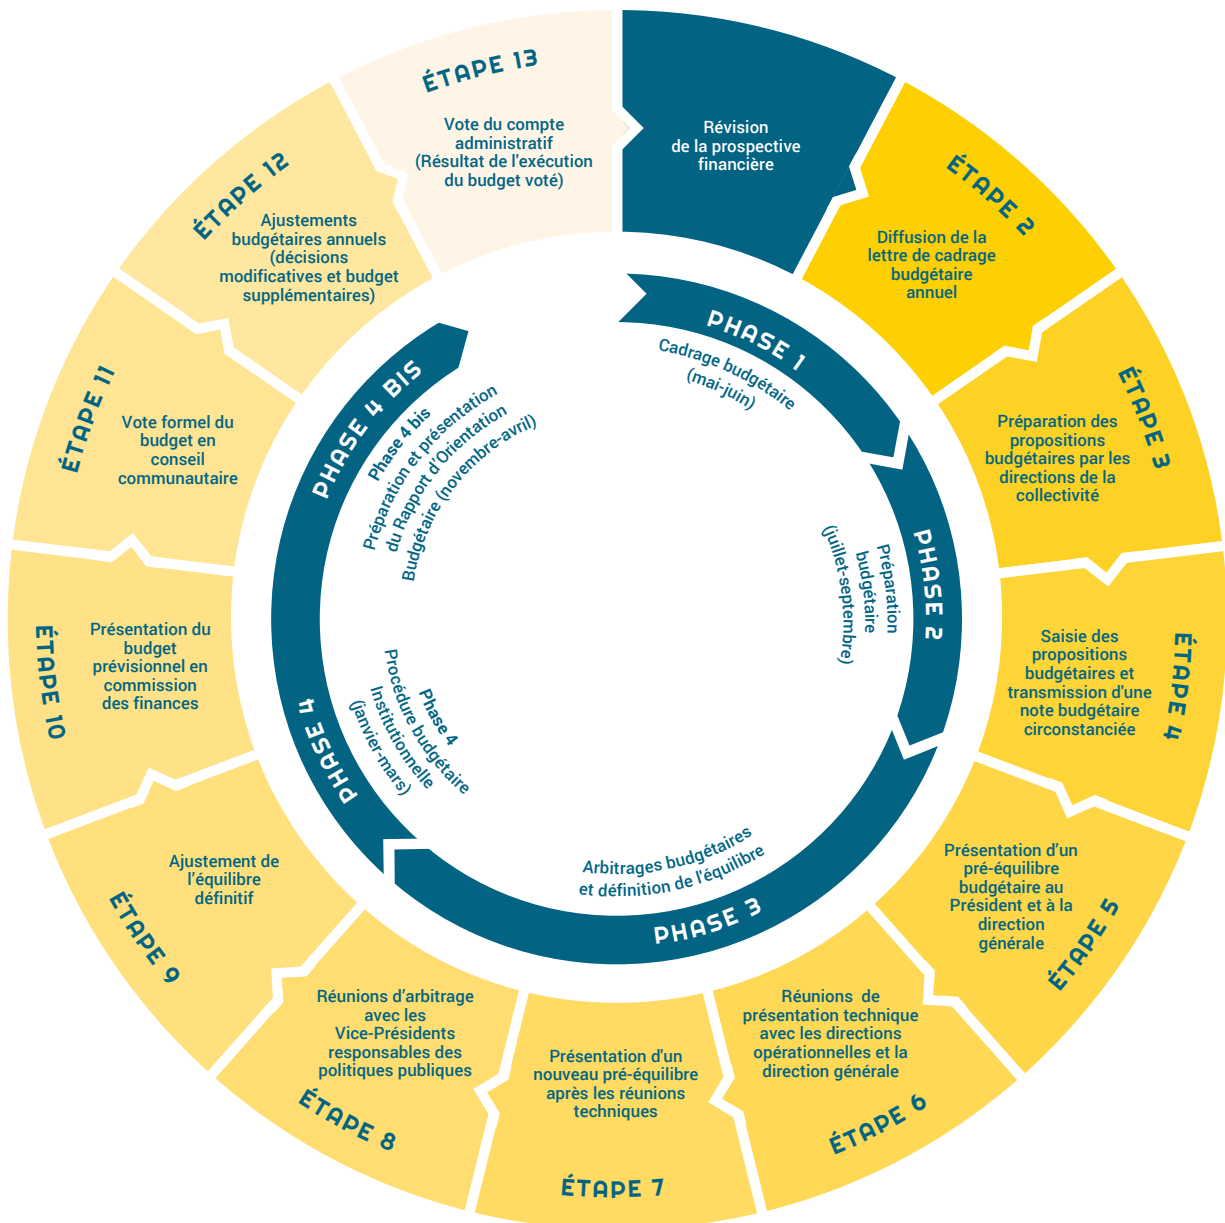 Révision
de la prospective
financière
ÉTAPE 2
Diffusion de la
lettre de cadrage
budgétaire
annuel
ÉTAPE 3
Préparation des
propositions
budgétaires par les
directions de la
collectivité
ÉTAPE 4
Saisie des
propositions
budgétaires et
transmission d'une
note budgétaire
circonstanciée
ÉTAPE 5
Présentation d’un
pré-équilibre
budgétaire au
Président et à la
direction
générale
ÉTAPE 6
Réunions de
présentation technique
avec les directions
opérationnelles et la
direction générale
ÉTAPE 7
Présentation d'un
nouveau pré-équilibre
après les réunions
techniques
ÉTAPE 8
Réunions d’arbitrage
avec les
Vice-Présidents
responsables des
politiques publiques
ÉTAPE 9
Ajustement de
l’équilibre
définitif
ÉTAPE 10
Présentation du
budget
prévisionnel en
commission
des finances
ÉTAPE 11
Vote formel du
budget en
conseil
communautaire
ÉTAPE 12
Ajustements
budgétaires annuels
(décisions
modificatives et budget
supplémentaires)
ÉTAPE 13
Vote du compte
administratif
(Résultat de l'exécution
du budget voté)
PHASE 1
Cadrage budgétaire
(mai-juin)
PHASE 2
Préparation
budgétaire
(juillet-septembre)
PHASE 3
Arbitrages budgétaires
et définition de l'équilibre
PHASE 4
Phase 4
Procédure budgétaire
Institutionnelle
(janvier-mars)
PHASE 4 BIS
Phase 4 bis
Préparation et présentation
du Rapport d'Orientation
Budgétaire (novembre-avril)